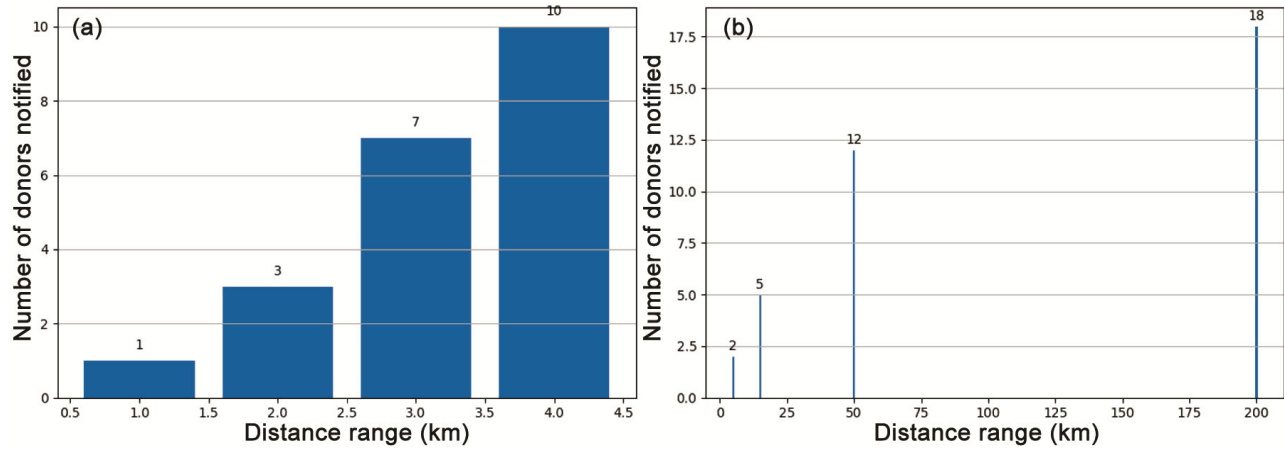 (a)
Number of donors notified
10
8
6
4
2
0
1
3
7
10
0.5 1.0 1.5 2.0 2.5 3.0 3.5 4.0 4.5
Distance range (km)
(b)
Number of donors notified
17.5
15.0
12.5
10.0
7.5
5.0
2.5
0.0
2
5
12
18
0 25 50 75 100 125 150 175 200
Distance range (km)